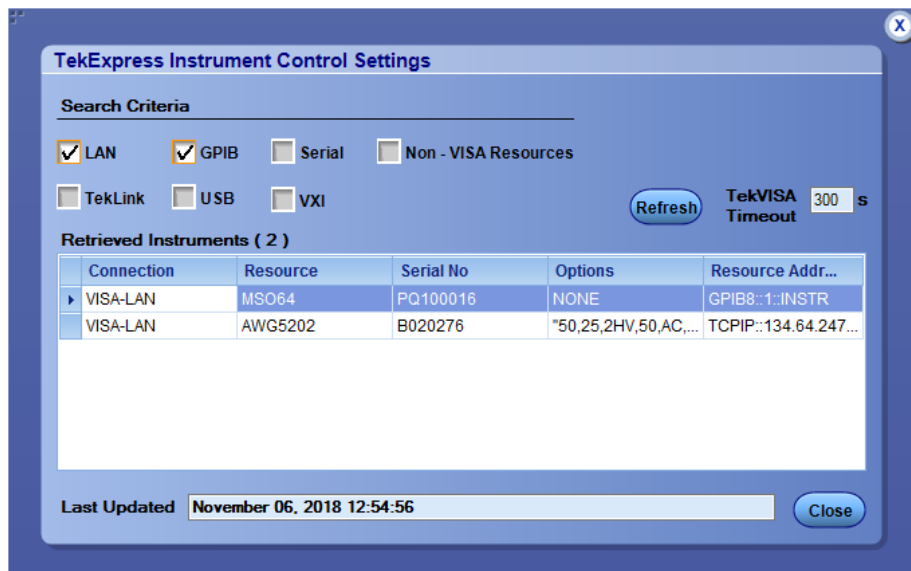 X
TekExpress Instrument Control Settings
Search Criteria
LAN GPIB Serial Non - VISA Resources
TekLink USB VXI
Refresh TekVISA Timeout 300 s
Retrieved Instruments ( 2 )
Connection Resource Serial No Options Resource Addr...
VISA-LAN MSO64 PQ100016 NONE GPIB8::1::INSTR
VISA-LAN AWG5202 B020276 "50,25,2HV,50,AC,... TCPIP::134.64.247...
Last Updated November 06, 2018 12:54:56 Close